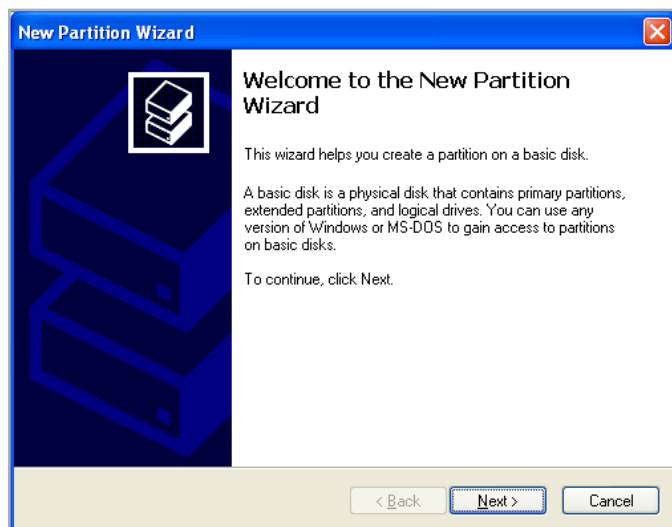 New Partition Wizard
Welcome to the New Partition
Wizard
This wizard helps you create a partition on a basic disk.
A basic disk is a physical disk that contains primary partitions,
extended partitions, and logical drives. You can use any
version of Windows or MS-DOS to gain access to partitions
on basic disks.
To continue, click Next.
< Back
Next >
Cancel